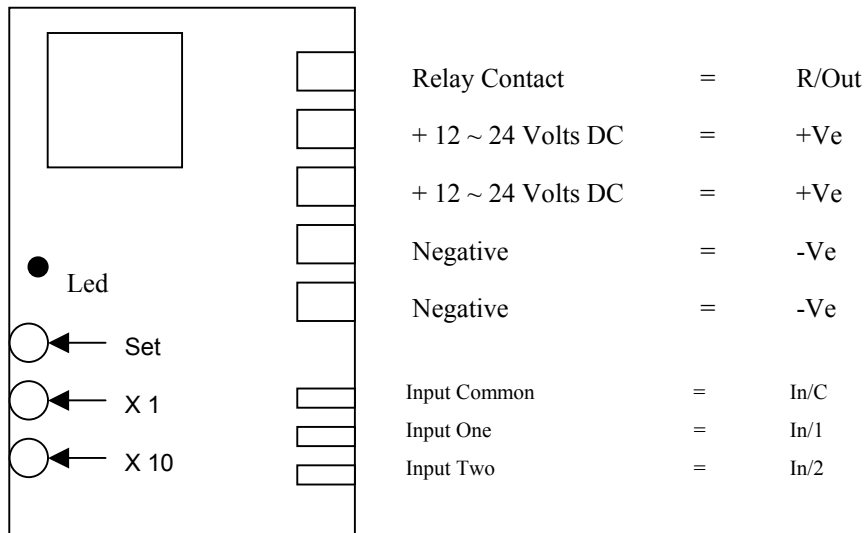 Relay Contact = R/Out
+ 12 ~ 24 Volts DC = +Ve
+ 12 ~ 24 Volts DC = +Ve
Negative = -Ve
Led
Negative = -Ve
Set
Input Common = In/C
X 1
Input One = In/1
X 10
Input Two = In/2